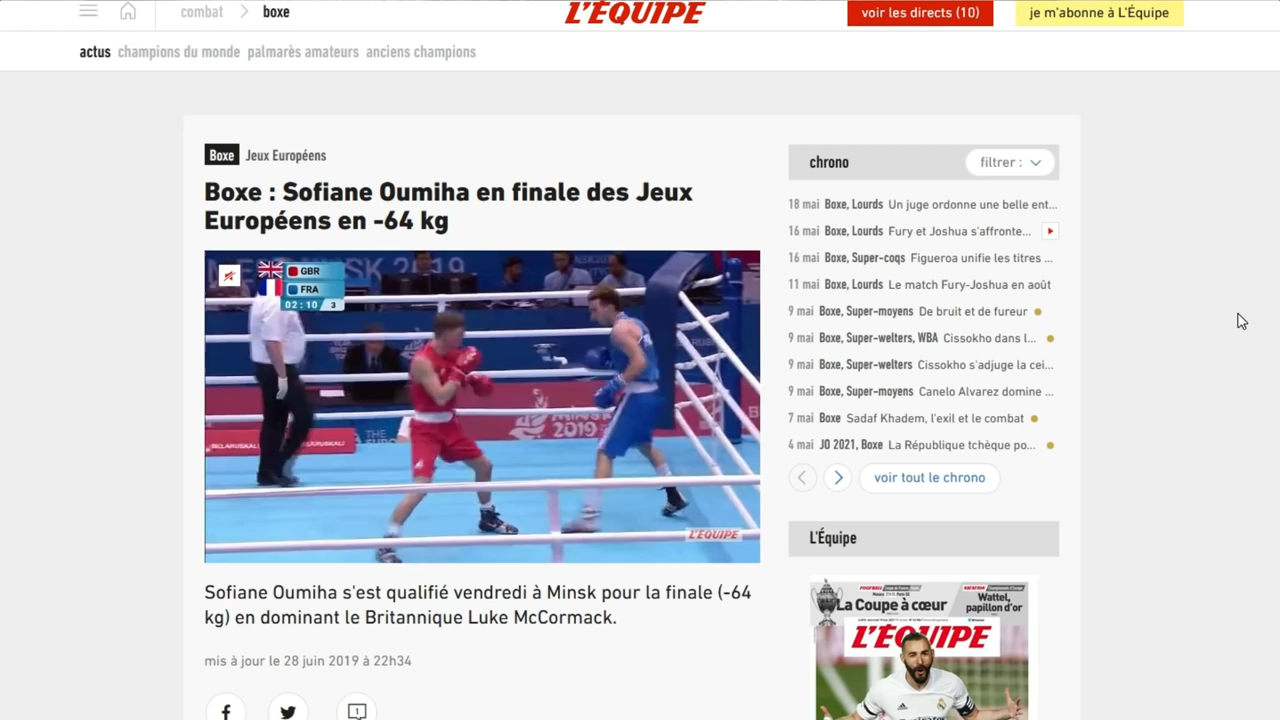 combat
boxe
L'ÉQUIPE
voir les directs (10)
je m'abonne à L'Équipe
actus
champions du monde
palmarès amateurs
anciens champions
Boxe Jeux Européens
Boxe : Sofiane Oumiha en finale des Jeux
Européens en -64 kg
GBR
FRA
02:10 3
MINSK
2019
THE
L'ÉQUIPE
Sofiane Oumiha s'est qualifié vendredi à Minsk pour la finale (-64
kg) en dominant le Britannique Luke McCormack.
mis à jour le 28 juin 2019 à 22h34
1
chrono
filtrer :
18 mai Boxe, Lourds Un juge ordonne une belle ent...
16 mai Boxe, Lourds Fury et Joshua s'affronte...
16 mai Boxe, Super-coqs Figueroa unifie les titres ...
11 mai Boxe, Lourds Le match Fury-Joshua en août
9 mai Boxe, Super-moyens De bruit et de fureur
9 mai Boxe, Super-welters, WBA Cissokho dans l...
9 mai Boxe, Super-welters Cissokho s'adjuge la cei...
9 mai Boxe, Super-moyens Canelo Alvarez domine ...
7 mai Boxe Sadaf Khadem, l'exil et le combat
4 mai JO 2021, Boxe La République tchèque po...
voir tout le chrono
L'Équipe
La Coupe à cœur
Wattel,
papillon d'or
L'ÉQUIPE